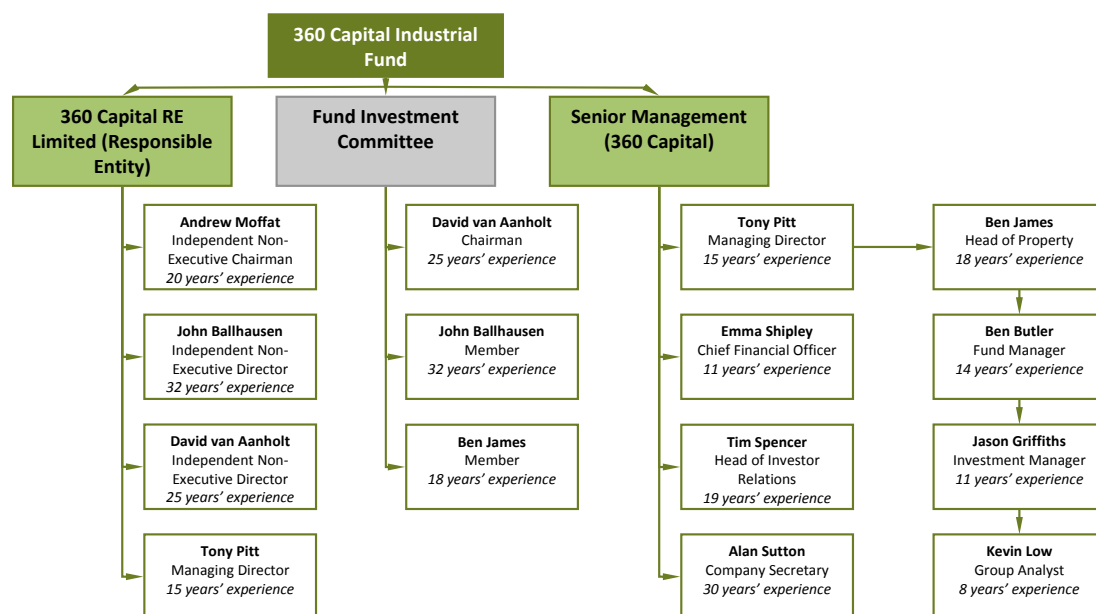 360 Capital Industrial
Fund
360 Capital RE
Limited (Responsible
Entity)
Fund Investment
Committee
Senior Management
(360 Capital)
Andrew Moffat
Independent Non-
Executive Chairman
20 years’ experience
John Ballhausen
Independent Non-
Executive Director
32 years’ experience
David van Aanholt
Independent Non-
Executive Director
25 years’ experience
Tony Pitt
Managing Director
15 years’ experience
David van Aanholt
Chairman
25 years’ experience
John Ballhausen
Member
32 years’ experience
Ben James
Member
18 years’ experience
Tony Pitt
Managing Director
15 years’ experience
Emma Shipley
Chief Financial Officer
11 years’ experience
Tim Spencer
Head of Investor
Relations
19 years’ experience
Alan Sutton
Company Secretary
30 years’ experience
Ben James
Head of Property
18 years’ experience
Ben Butler
Fund Manager
14 years’ experience
Jason Griffiths
Investment Manager
11 years’ experience
Kevin Low
Group Analyst
8 years’ experience